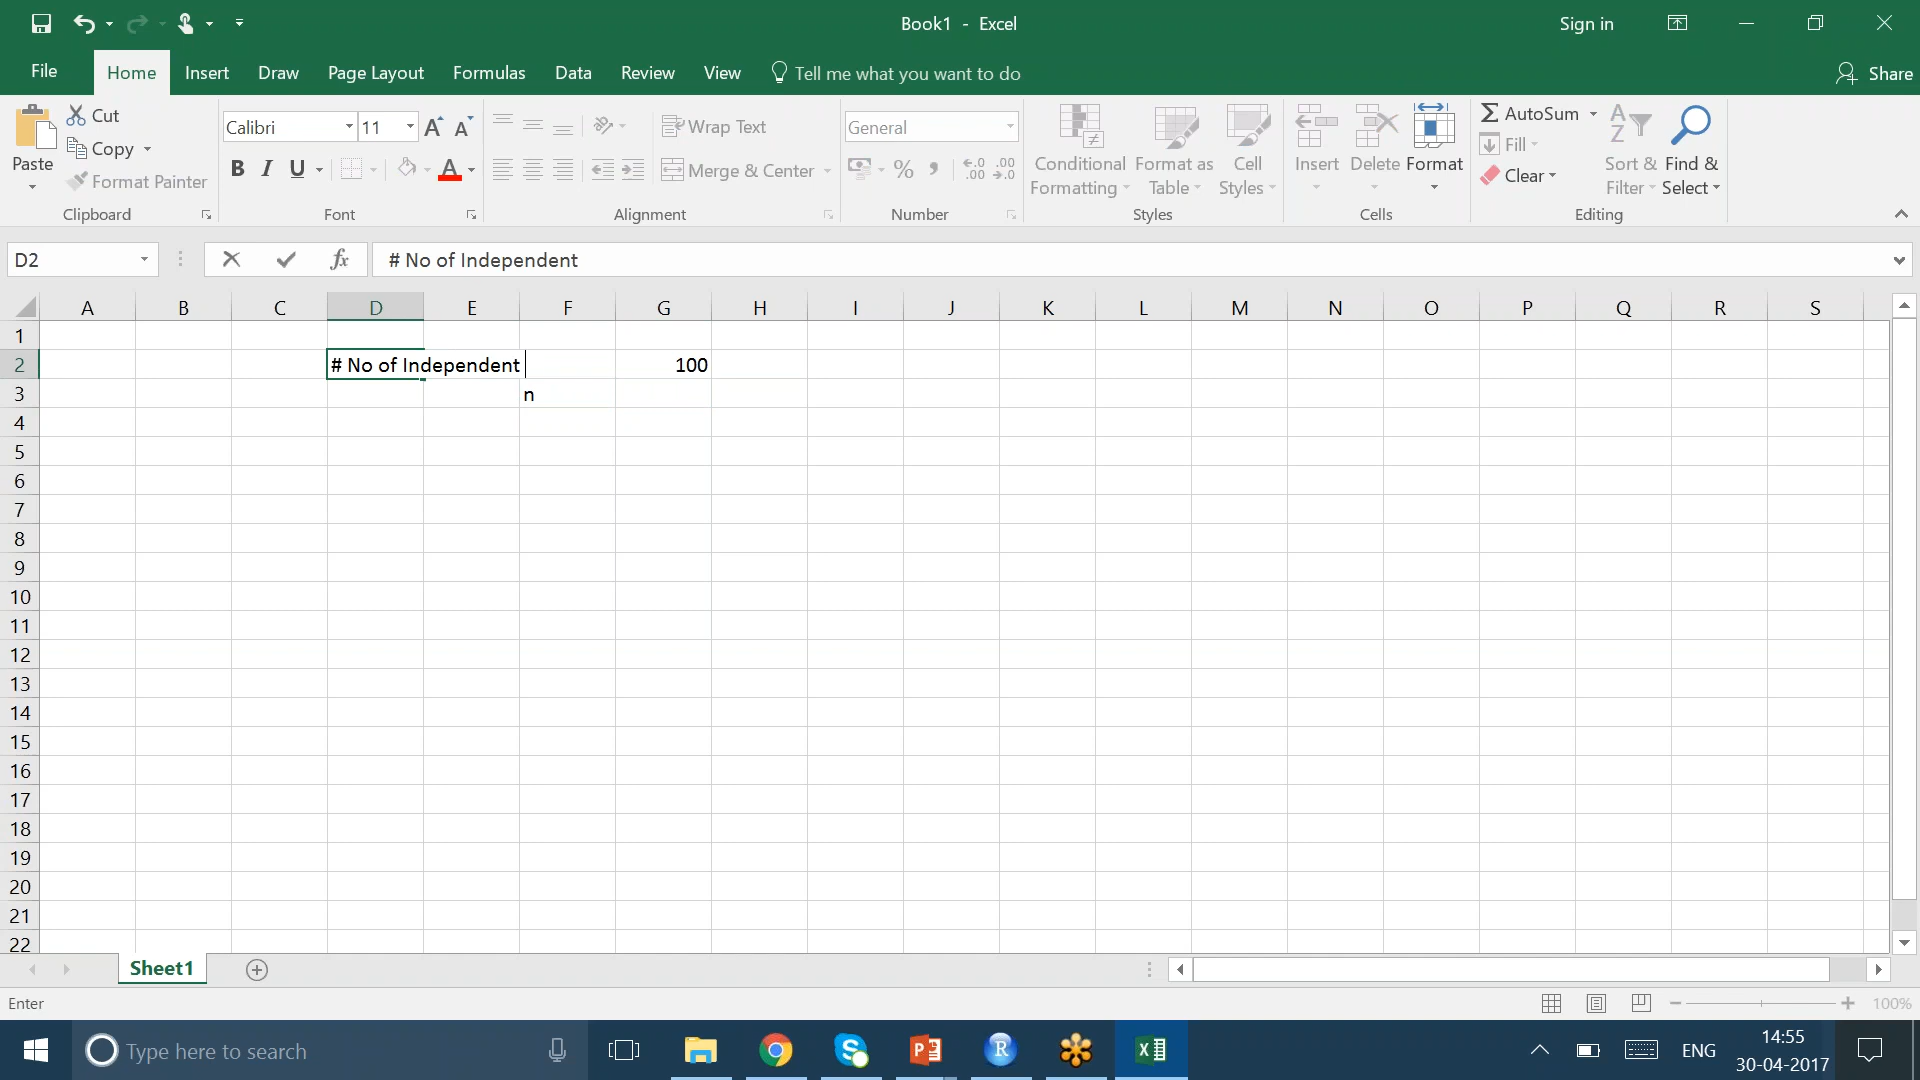 Book1 - Excel
Sign in
File Home Insert Draw Page Layout Formulas Data Review View Tell me what you want to do Share
Paste
Cut
Copy
Format Painter
Clipboard
Calibri 11
B I U A
Font
Wrap Text
Merge & Center
Alignment
General
% ,
Number
Conditional Formatting
Format as Table
Cell Styles
Styles
Insert Delete Format
Cells
AutoSum
Fill
Clear
Sort & Filter
Find & Select
Editing
D2 fx # No of Independent
A B C D E F G H I J K L M N O P Q R S
1
2 # No of Independent 100
3 n
4
5
6
7
8
9
10
11
12
13
14
15
16
17
18
19
20
21
22
Sheet1
Enter 100%
Type here to search
ENG
14:55
30-04-2017